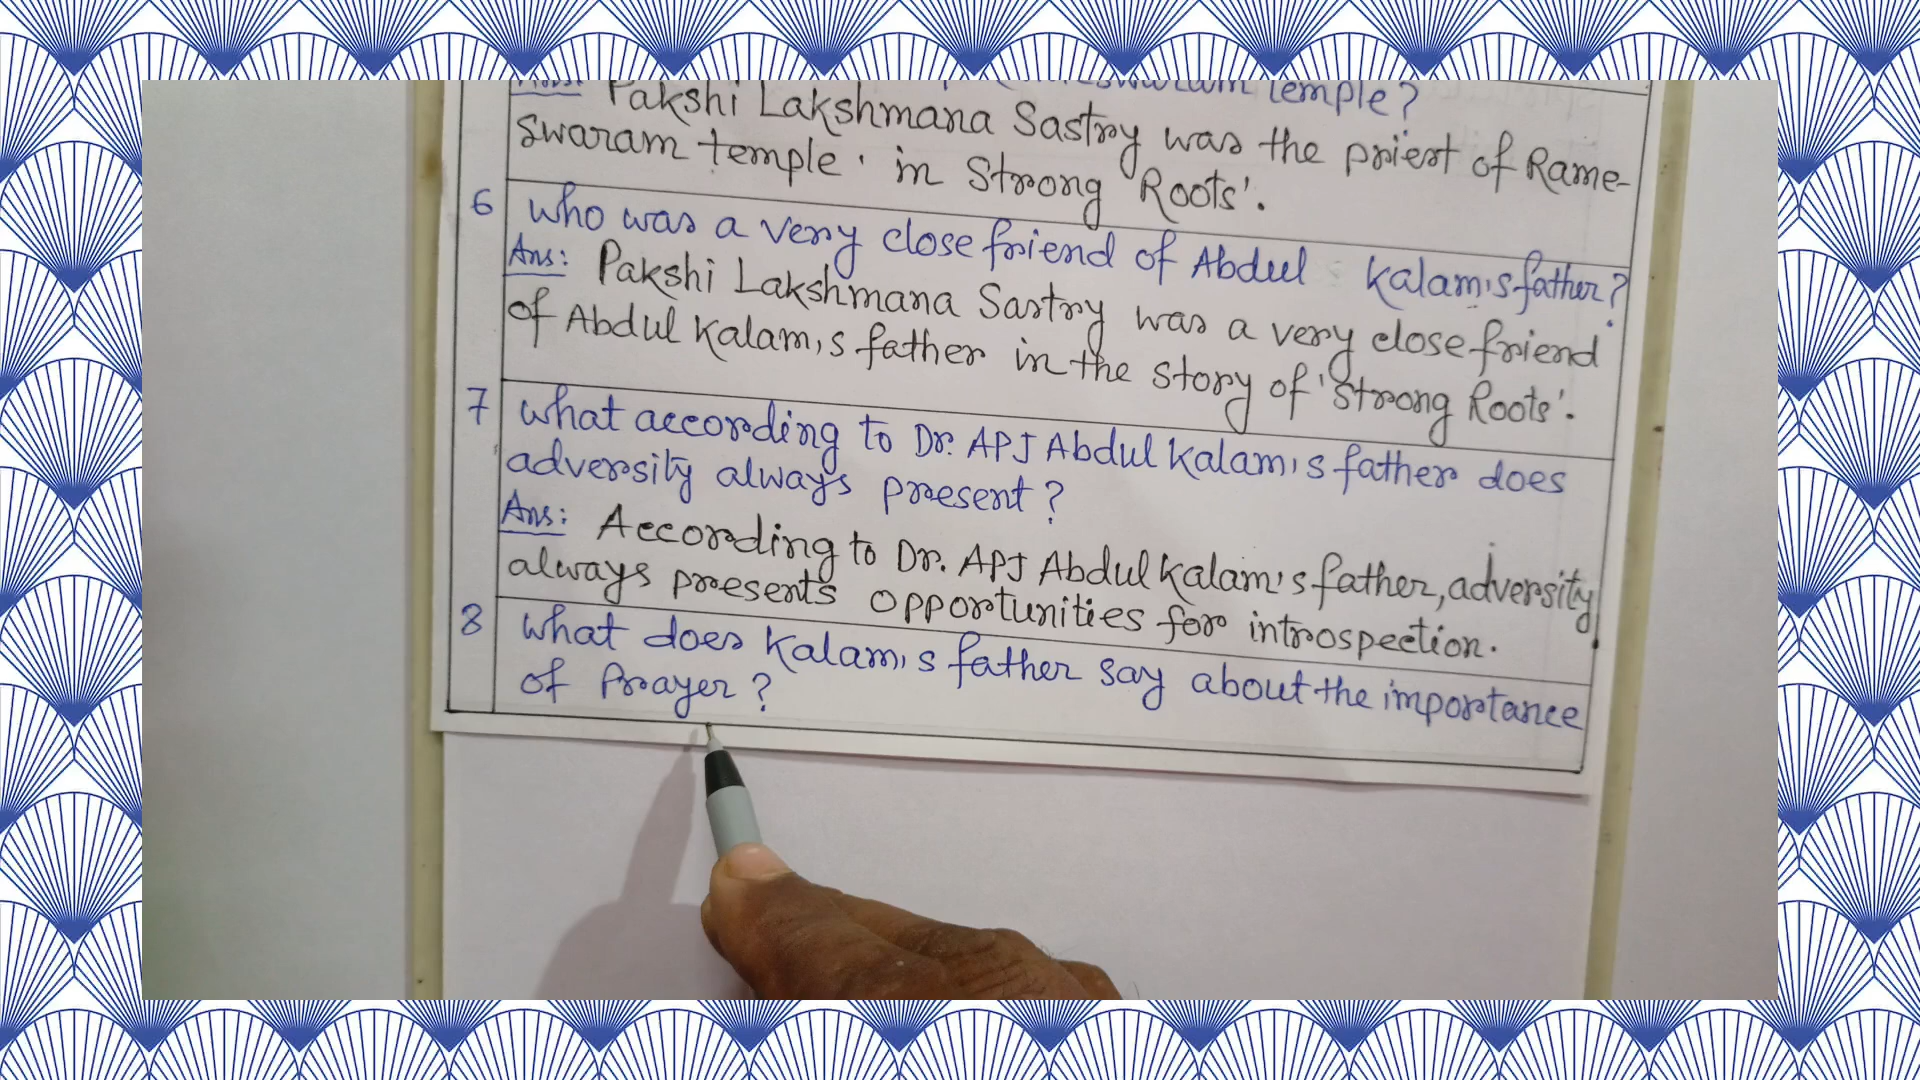 temple?
Pakshi Lakshmana Sastry was the priest of Rame-
swaram temple. in Strong Roots'.
6 Who was a very close friend of Abdul Kalam's father?
Ans: Pakshi Lakshmana Sastry was a very close friend
of Abdul Kalam's father in the story of 'Strong Roots'.
7 What according to Dr. APJ Abdul Kalam's father does
adversity always present?
Ans: According to Dr. APJ Abdul Kalam's father, adversity
always presents opportunities for introspection.
8 What does Kalam's father say about the importance
of Prayer?